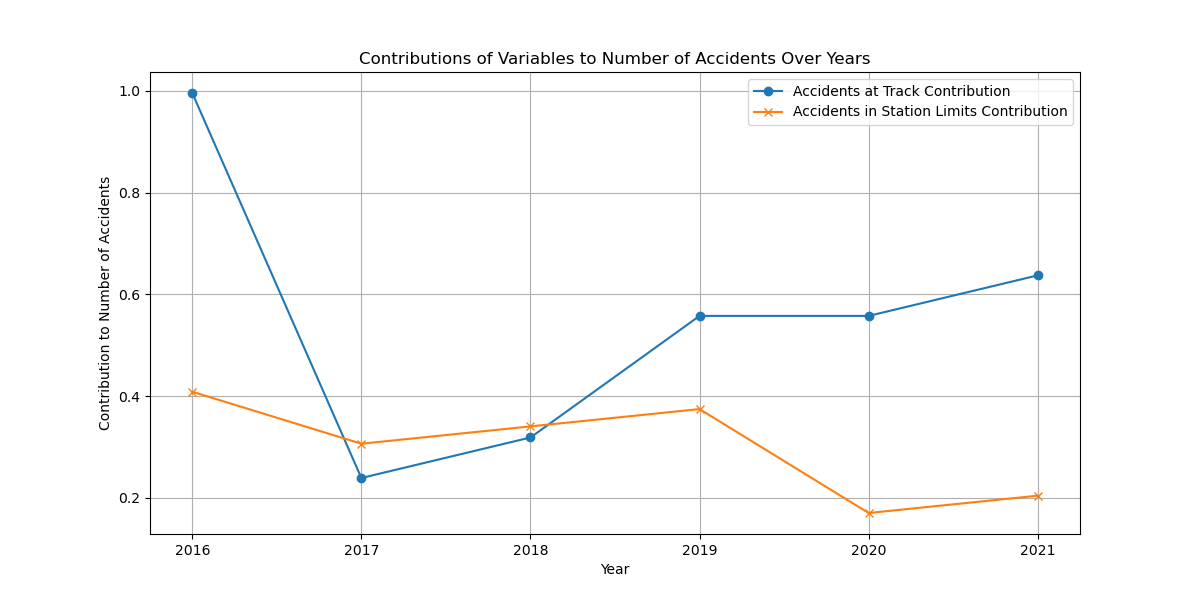 Contributions of Variables to Number of Accidents Over Years
Accidents at Track Contribution
Accidents in Station Limits Contribution
Contribution to Number of Accidents
1.0
0.8
0.6
0.4
0.2
2016 2017 2018 2019 2020 2021
Year